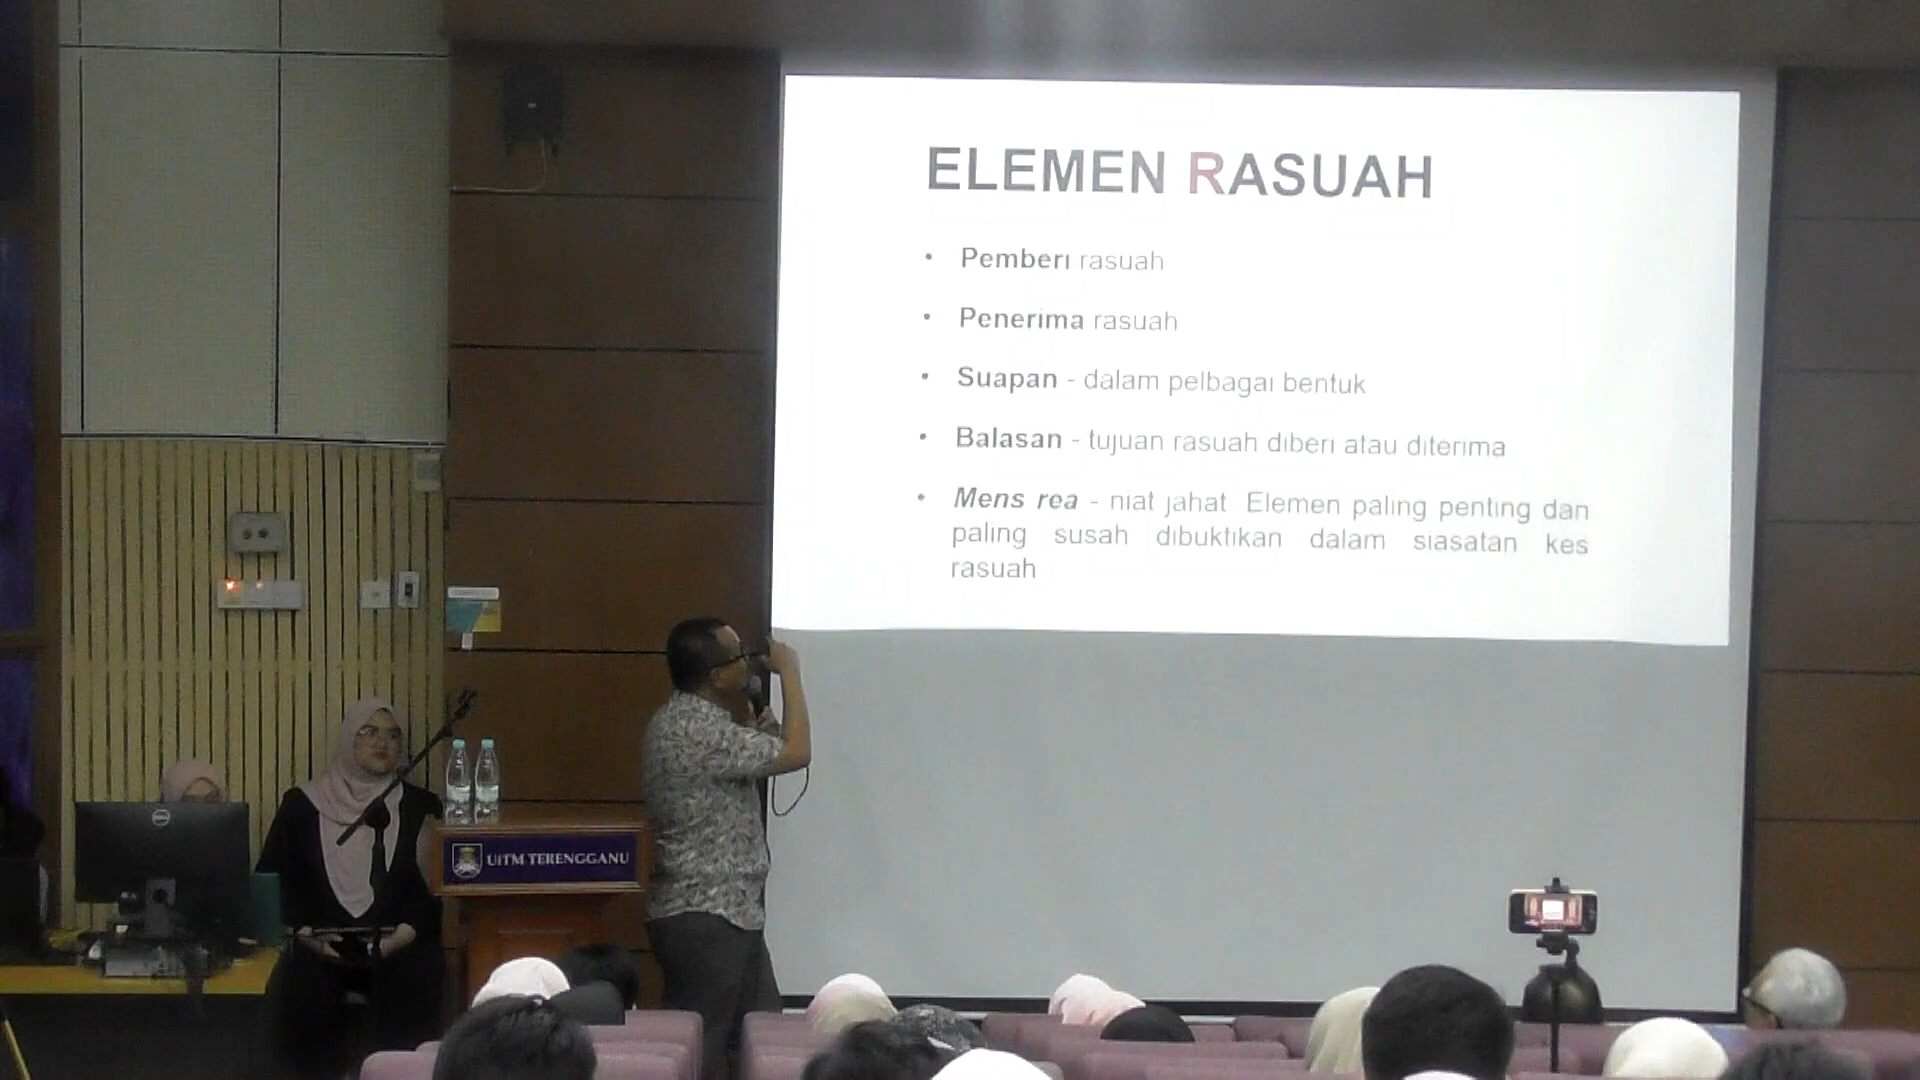 ELEMEN RASUAH
• Pemberi rasuah
• Penerima rasuah
• Suapan - dalam pelbagai bentuk
• Balasan - tujuan rasuah diberi atau diterima
• Mens rea - niat jahat. Elemen paling penting dan
paling susah dibuktikan dalam siasatan kes
rasuah
UiTM TERENGGANU
DELL